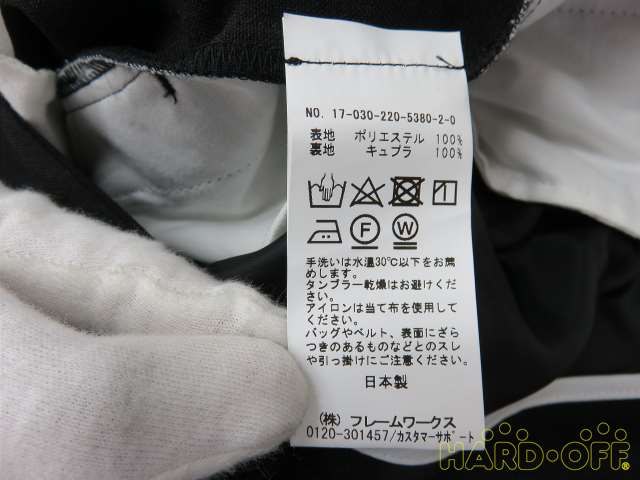 NO. 17-030-220-5380-2-0
表地 ポリエステル 100%
裏地 キュプラ 100%
F W
手洗いは水温30℃以下をお薦
めします。
タンブラー乾燥はお避けくださ
い。
アイロンは当て布を使用してく
ださい。
バッグやベルト、表面にざら
つきのあるものなどとのスレ
や引っ掛けにご注意ください。
日本製
(株) フレームワークス
0120-301457/カスタマーサポート
HARD-OFF